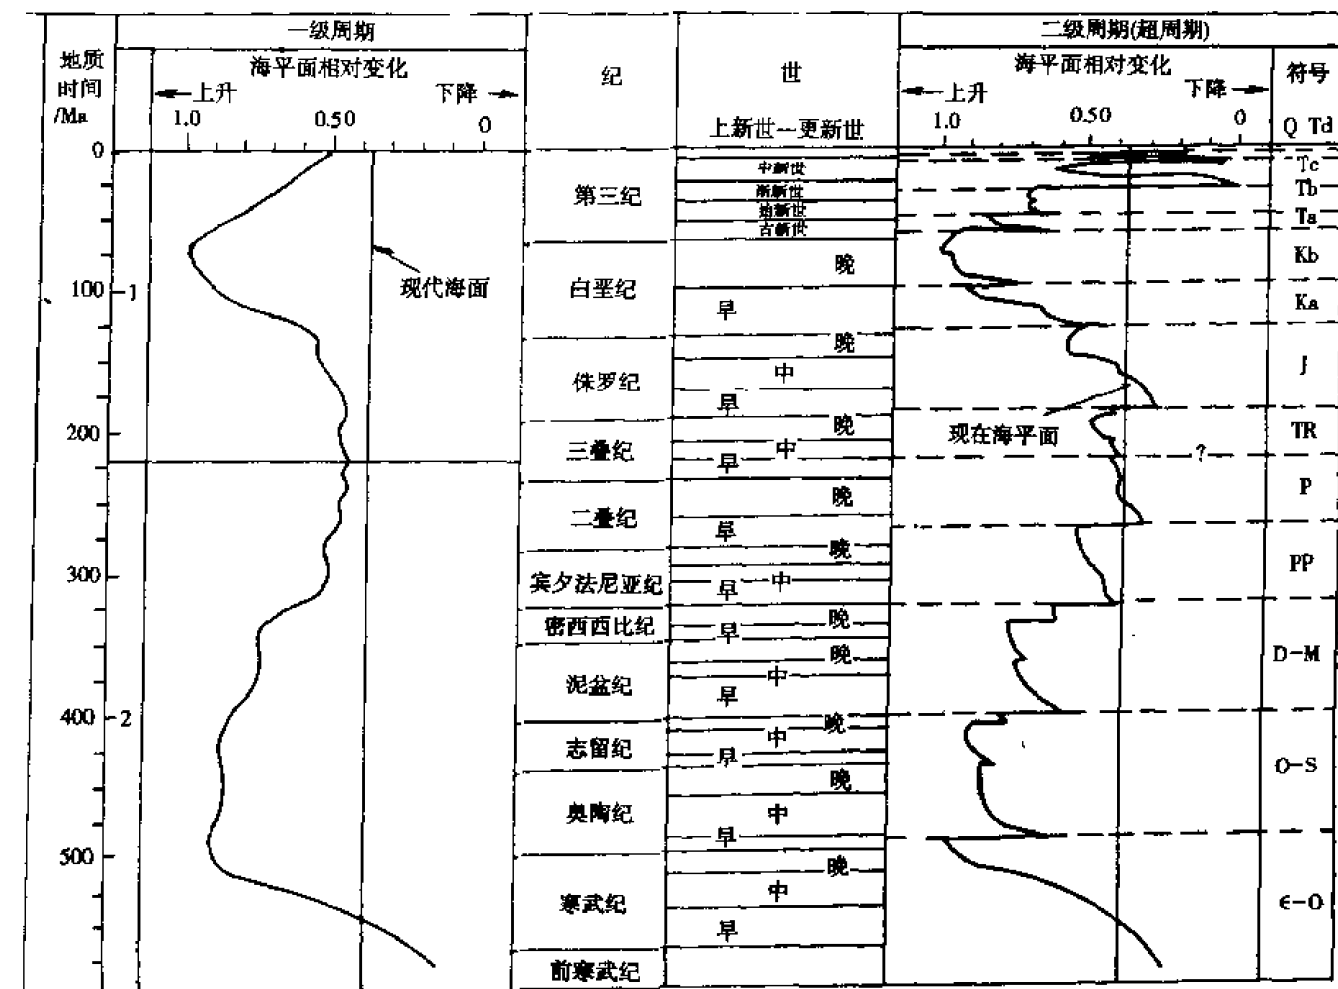 一级周期
二级周期(超周期)
地质
时间
/Ma
海平面相对变化
上升
下降
1.0
0.50
0
纪
世
上新世—更新世
海平面相对变化
上升
下降
1.0
0.50
0
符号
Q Td
0
100
200
300
400
500
1
2
现代海面
第三纪
白垩纪
侏罗纪
三叠纪
二叠纪
宾夕法尼亚纪
密西西比纪
泥盆纪
志留纪
奥陶纪
寒武纪
前寒武纪
中新世
渐新世
始新世
古新世
晚
早
晚
中
早
晚
中
早
晚
早
晚
中
早
晚
早
晚
中
早
晚
中
早
晚
中
早
晚
中
早
现在海平面
?
Tc
Tb
Ta
Kb
Ka
J
TR
P
PP
D-M
O-S
∈-O